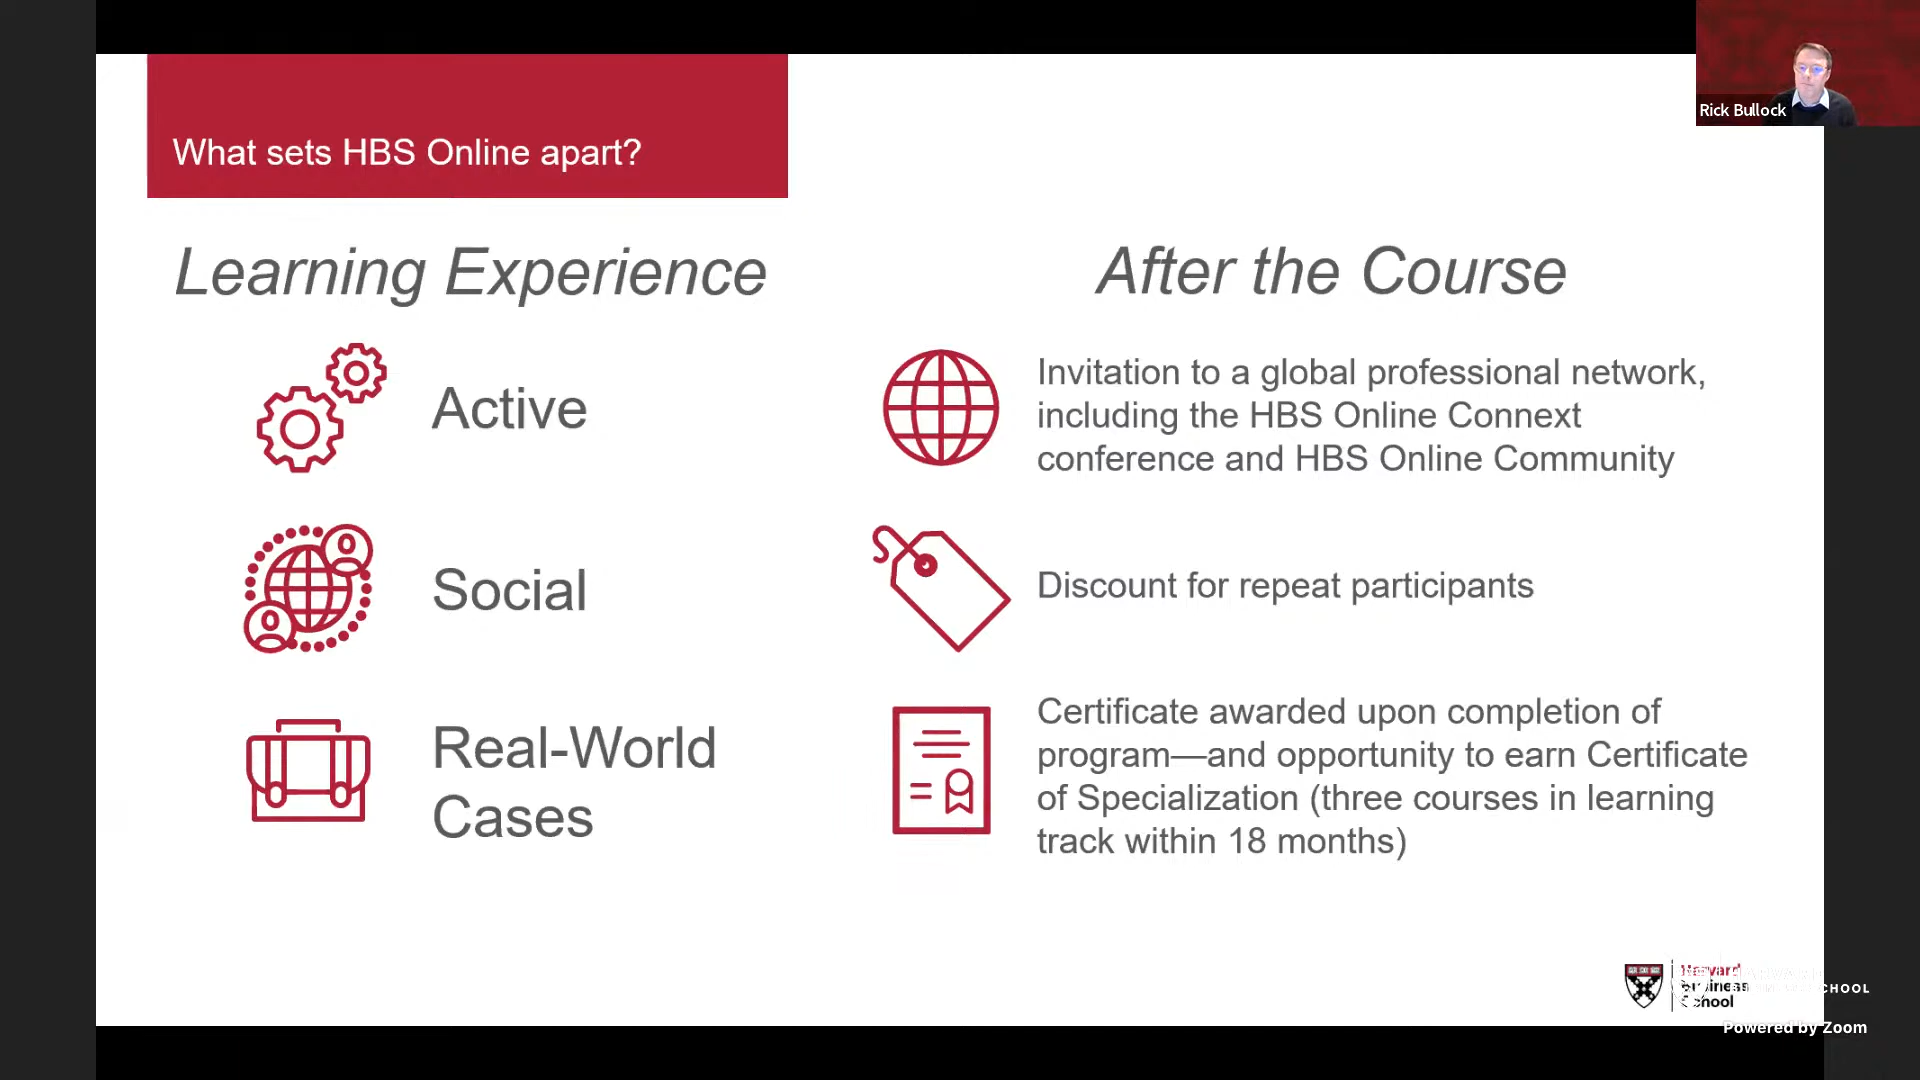 Rick Bullock
What sets HBS Online apart?
Learning Experience
Active
Social
Real-World
Cases
After the Course
Invitation to a global professional network,
including the HBS Online Connext
conference and HBS Online Community
Discount for repeat participants
Certificate awarded upon completion of
program—and opportunity to earn Certificate
of Specialization (three courses in learning
track within 18 months)
Harvard
Business
School
Powered by Zoom